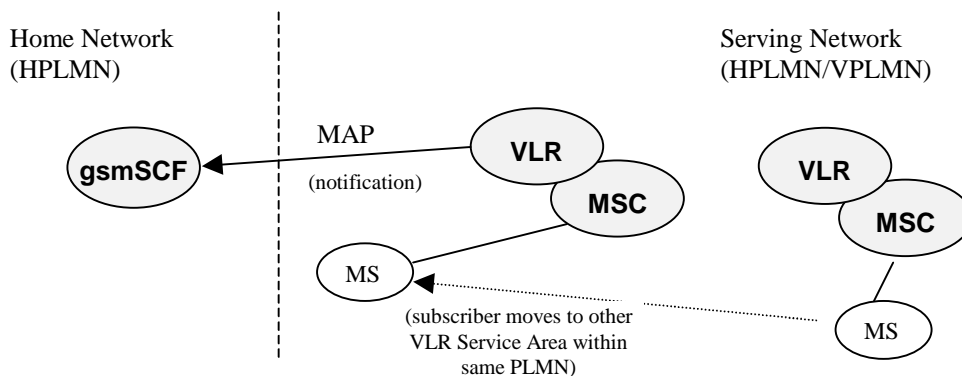 Home Network
(HPLMN)
Serving Network
(HPLMN/VPLMN)
gsmSCF
MAP
(notification)
VLR
MSC
MS
VLR
MSC
MS
(subscriber moves to other
VLR Service Area within
same PLMN)